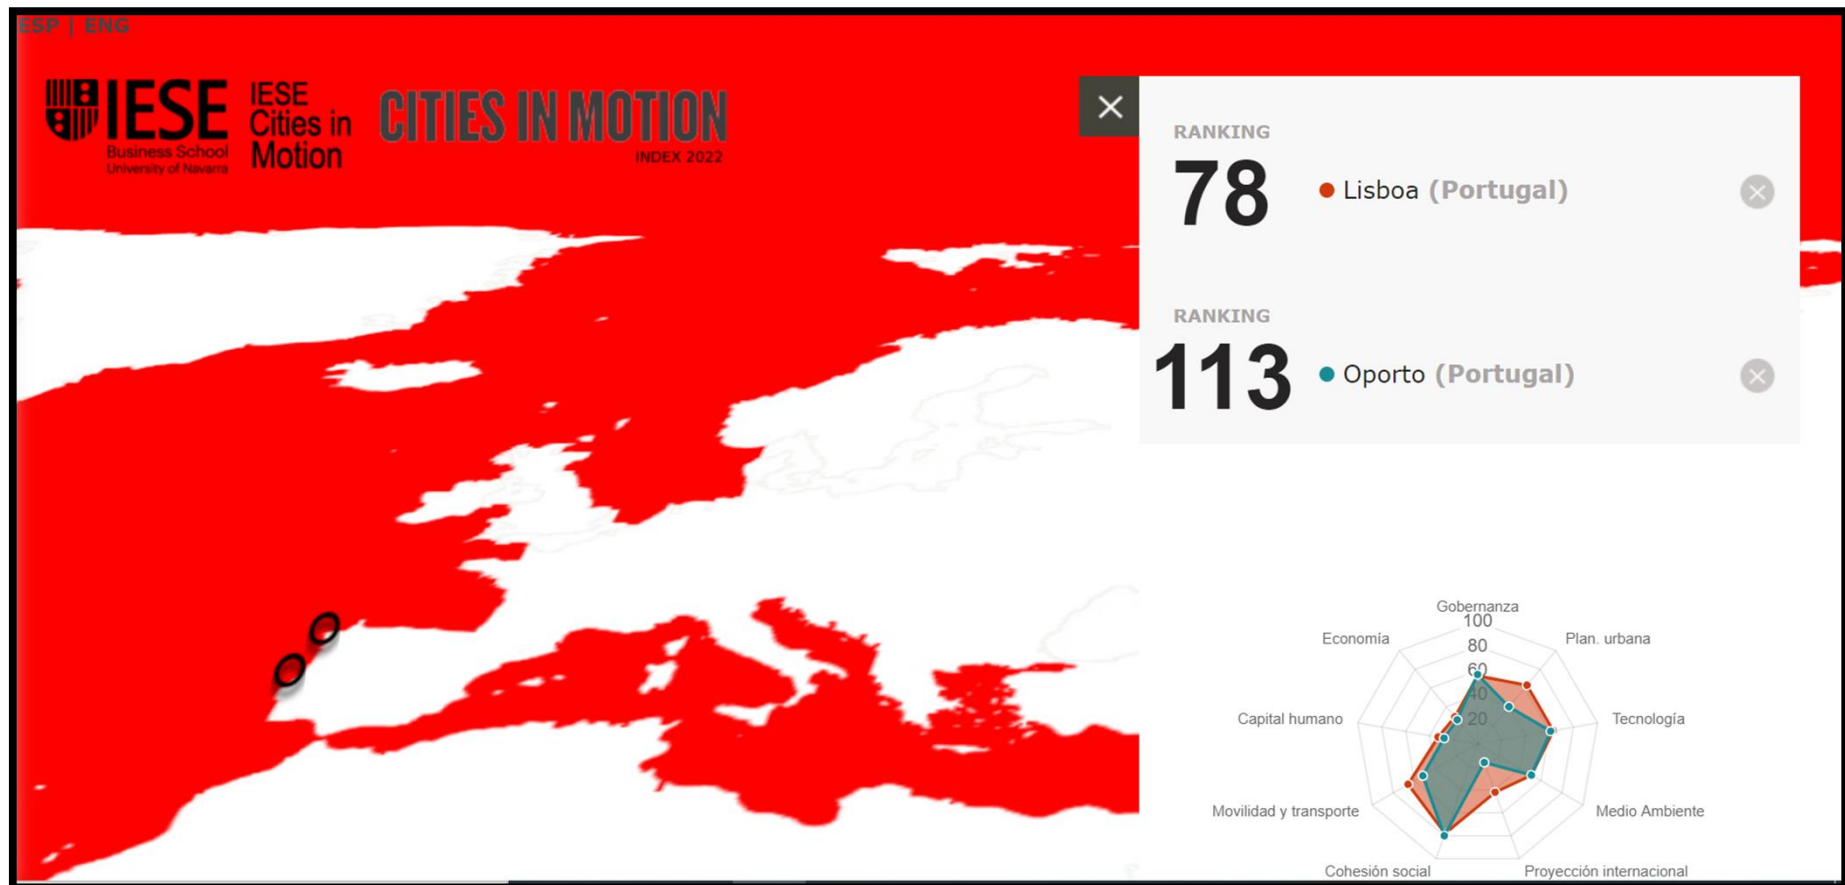 ESP | ENG
IESE
Business School
University of Navarra
IESE
Cities in
Motion
CITIES IN MOTION
INDEX 2022
RANKING
78
Lisboa (Portugal)
RANKING
113
Oporto (Portugal)
Gobernanza
100
80
60
40
20
Plan. urbana
Tecnología
Medio Ambiente
Proyección internacional
Cohesión social
Movilidad y transporte
Capital humano
Economía